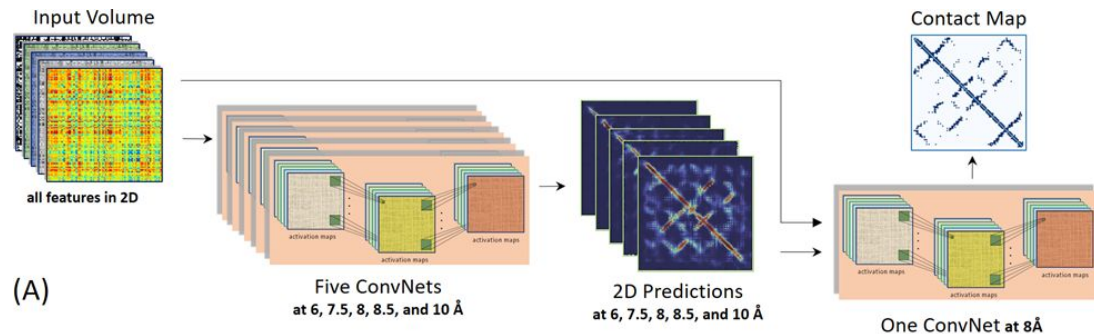 Input Volume
all features in 2D
(A)
activation maps
activation maps
activation maps
Five ConvNets
at 6, 7.5, 8, 8.5, and 10 Å
2D Predictions
at 6, 7.5, 8, 8.5, and 10 Å
Contact Map
activation maps
activation maps
activation maps
One ConvNet at 8Å